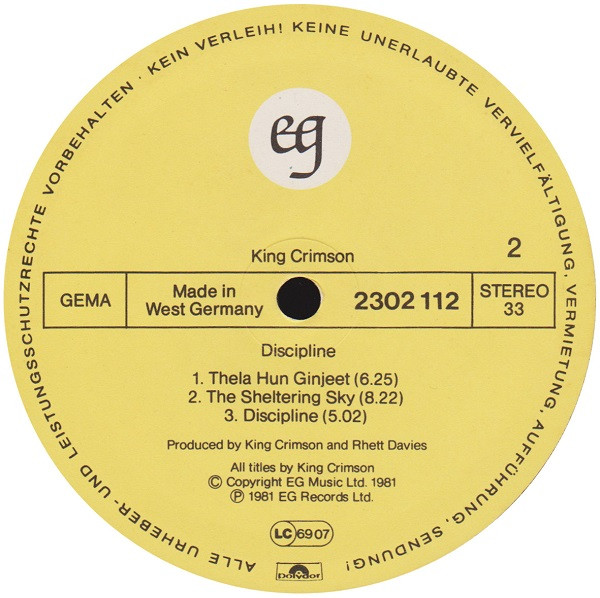 ALLE URHEBER- UND LEISTUNGSSCHUTZRECHTE VORBEHALTEN · KEIN VERLEIH! KEINE UNERLAUBTE VERVIELFÄLTIGUNG, VERMIETUNG, AUFFÜHRUNG, SENDUNG!
eg
King Crimson
2
GEMA
Made in
West Germany
2302 112
STEREO
33
Discipline
1. Thela Hun Ginjeet (6.25)
2. The Sheltering Sky (8.22)
3. Discipline (5.02)
Produced by King Crimson and Rhett Davies
All titles by King Crimson
© Copyright EG Music Ltd. 1981
℗ 1981 EG Records Ltd.
LC 6907
Polydor